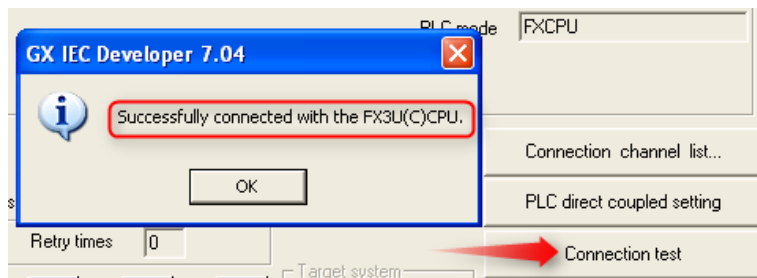 PLC mode FXCPU
GX IEC Developer 7.04
Successfully connected with the FX3U(C)CPU.
OK
Connection channel list...
PLC direct coupled setting
Retry times 0
Connection test
Target system